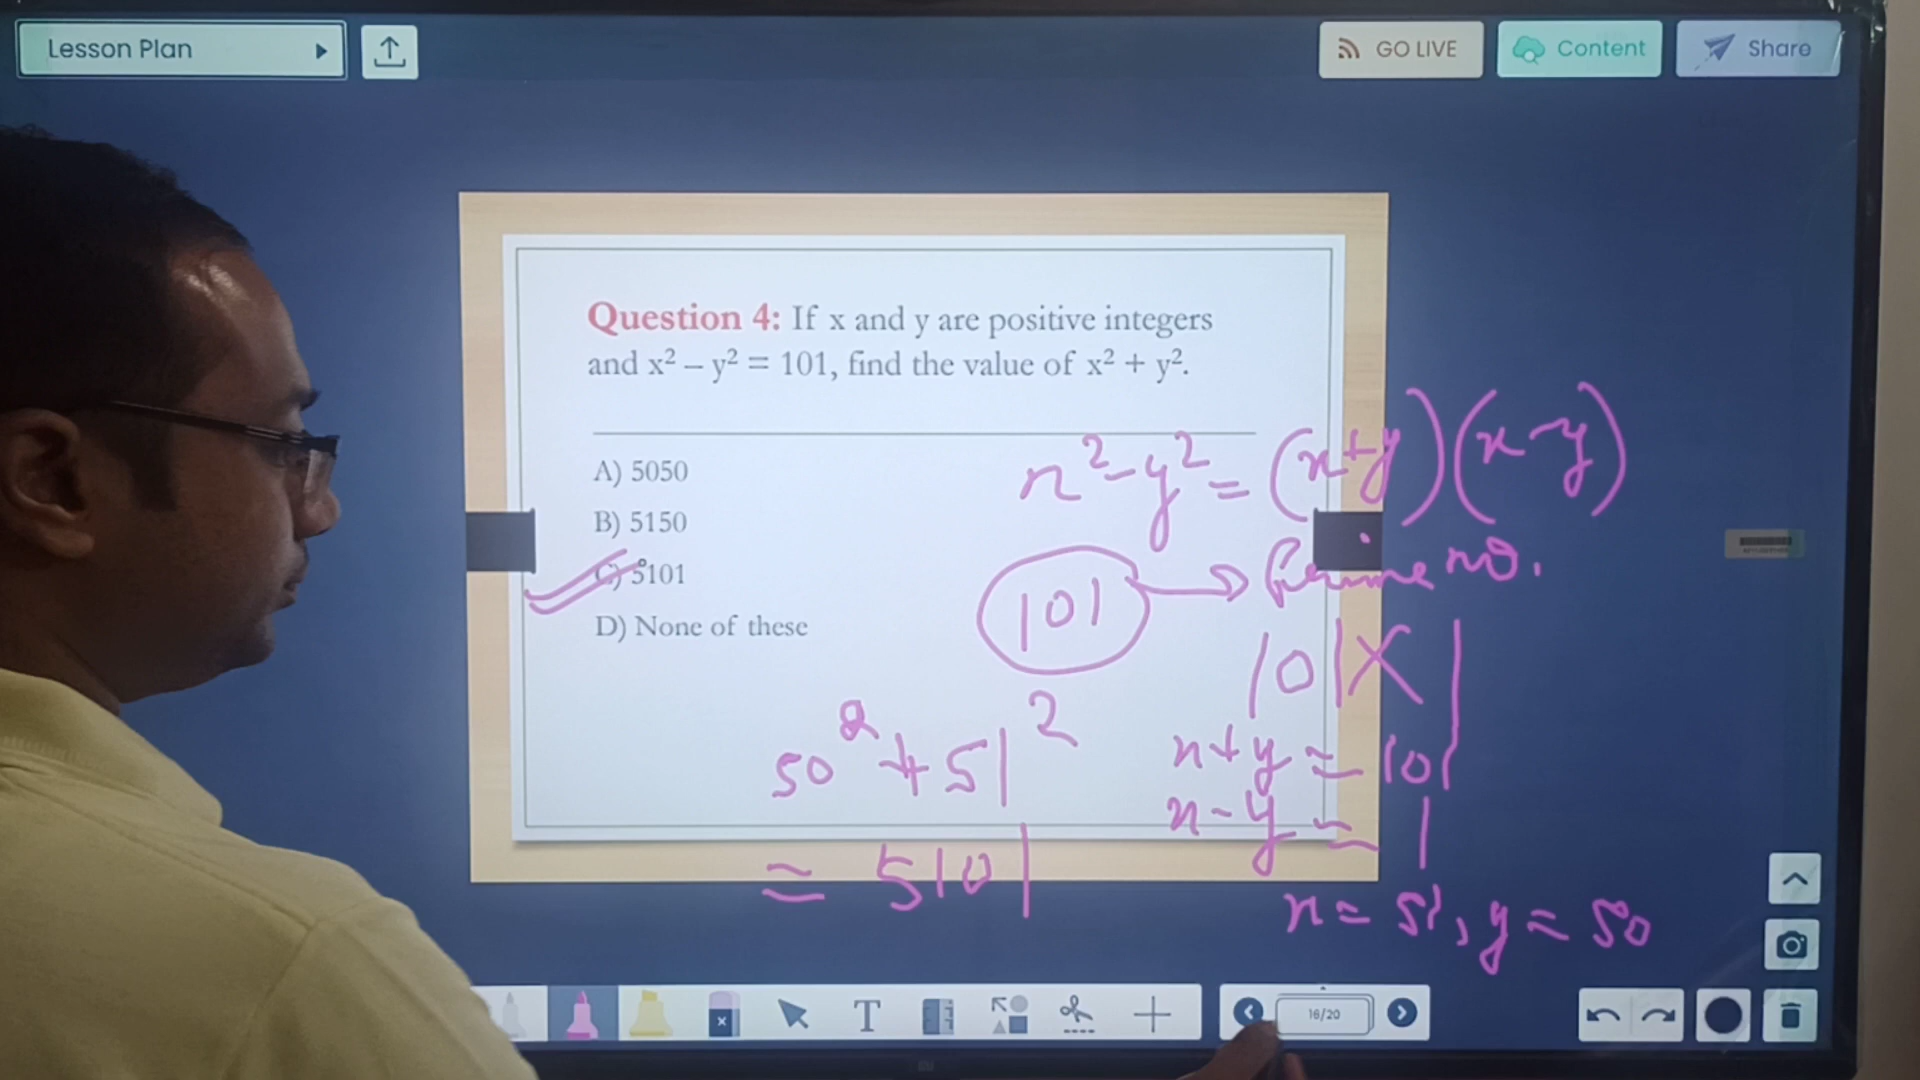 Lesson Plan
GO LIVE
Content
Share
Question 4: If x and y are positive integers
and x² – y² = 101, find the value of x² + y².
A) 5050
B) 5150
C) 5101
D) None of these
x² - y² = (x+y)(x-y)
101 → Prime no.
101 X 1
x+y = 101
x-y = 1
x = 51, y = 50
50² + 51²
= 5101
T
16/20